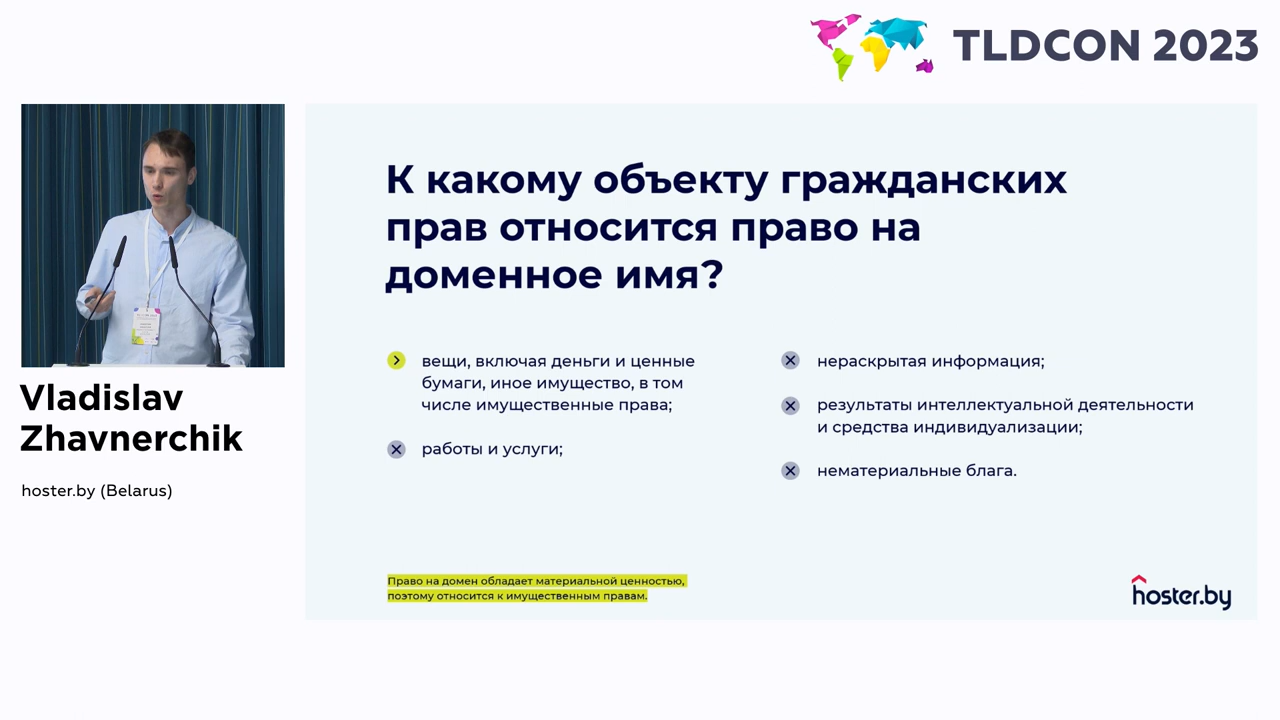 TLDCON 2023
Vladislav
Zhavnerchik
hoster.by (Belarus)
К какому объекту гражданских
прав относится право на
доменное имя?
вещи, включая деньги и ценные
бумаги, иное имущество, в том
числе имущественные права;
работы и услуги;
нераскрытая информация;
результаты интеллектуальной деятельности
и средства индивидуализации;
нематериальные блага.
Право на домен обладает материальной ценностью,
поэтому относится к имущественным правам.
hoster.by